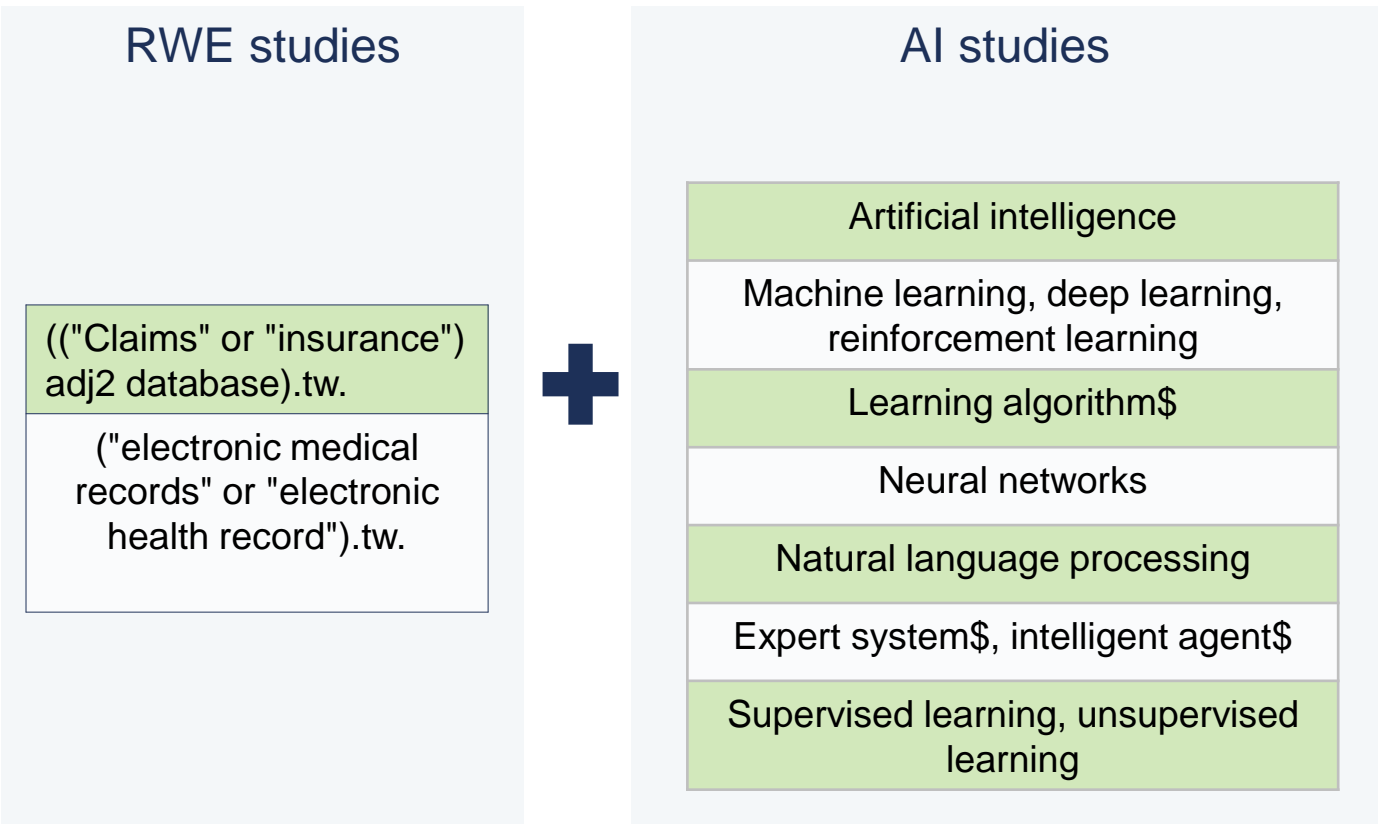 RWE studies
(("Claims" or "insurance")
adj2 database).tw.
("electronic medical
records" or "electronic
health record").tw.
AI studies
Artificial intelligence
Machine learning, deep learning,
reinforcement learning
Learning algorithm$
Neural networks
Natural language processing
Expert system$, intelligent agent$
Supervised learning, unsupervised
learning